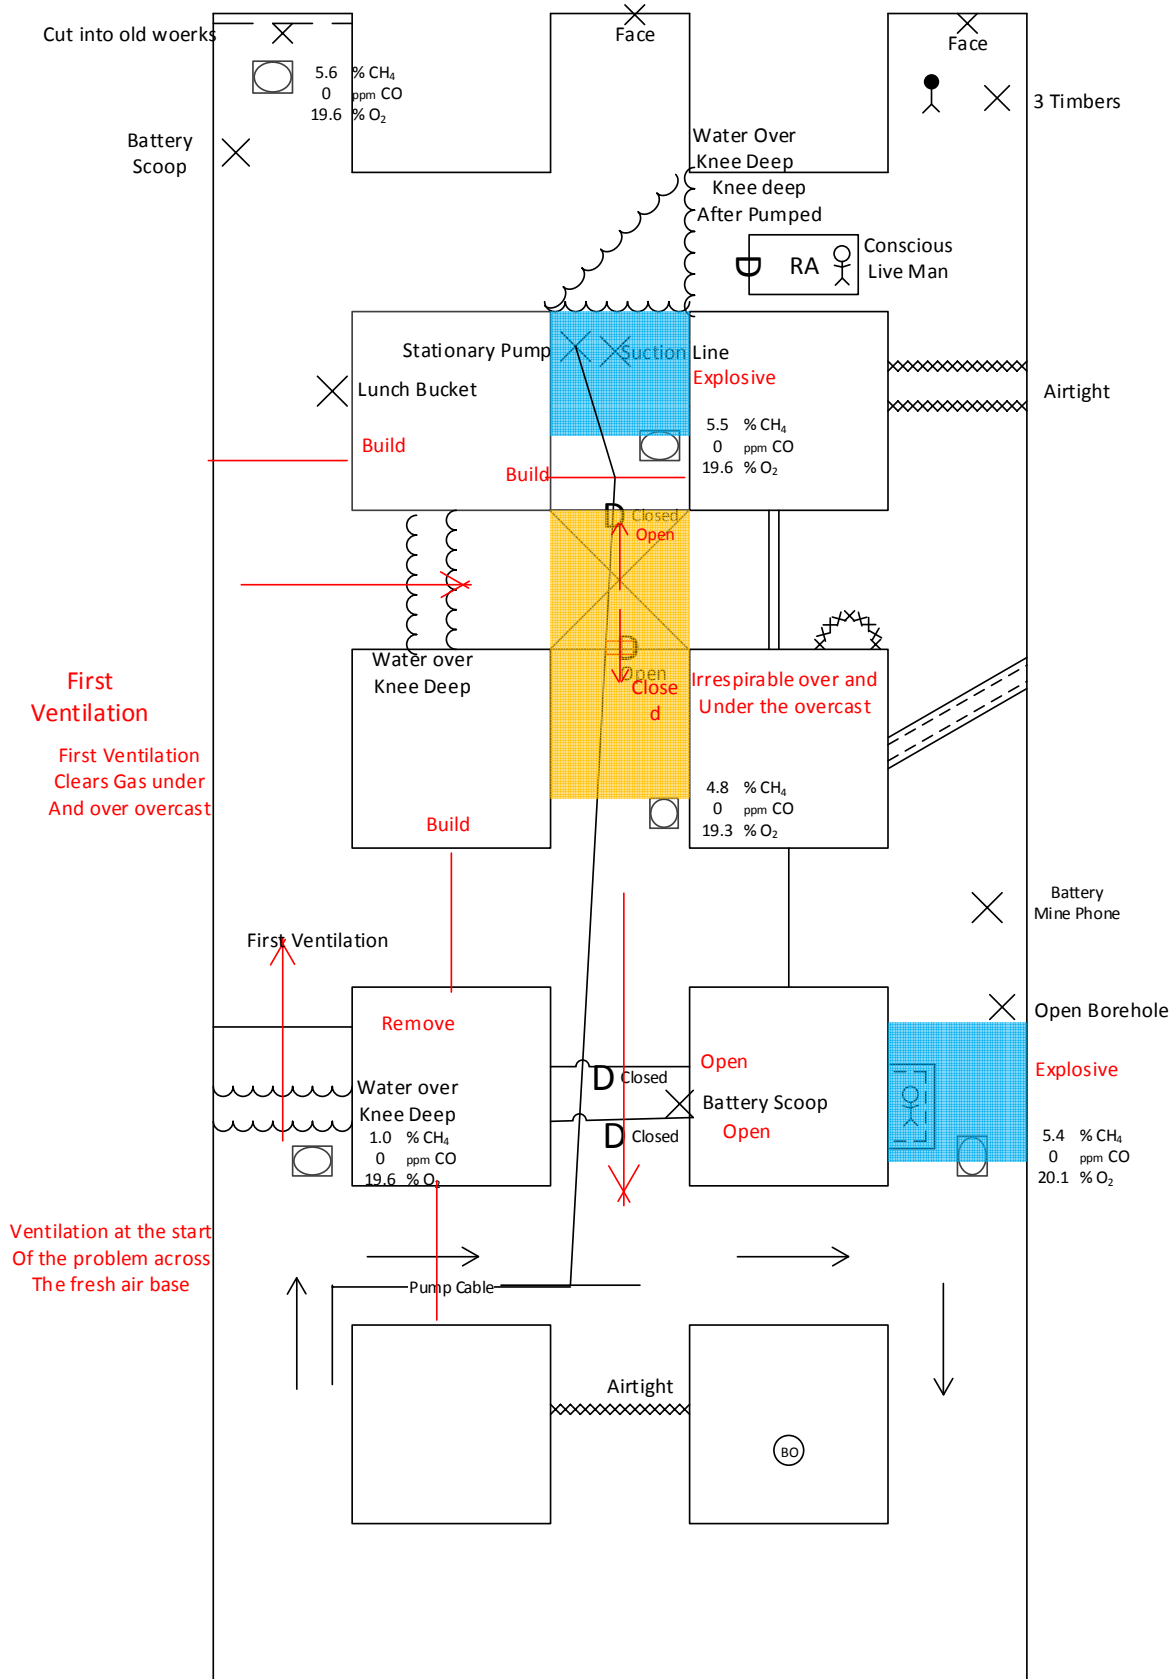 Cut into old woerks
Face
Face
5.6 % CH₄
0 ppm CO
19.6 % O₂
3 Timbers
Battery
Scoop
Water Over
Knee Deep
Knee deep
After Pumped
RA
Conscious
Live Man
Stationary Pump
Suction Line
Explosive
Lunch Bucket
Airtight
5.5 % CH₄
0 ppm CO
19.6 % O₂
Build
Build
D Closed
Open
Water over
Knee Deep
D
Open
Close
d
Irrespirable over and
Under the overcast
First
Ventilation
First Ventilation
Clears Gas under
And over overcast
4.8 % CH₄
0 ppm CO
19.3 % O₂
Build
Battery
Mine Phone
First Ventilation
Open Borehole
Remove
Open
Explosive
D Closed
Water over
Knee Deep
Battery Scoop
D Closed
Open
1.0 % CH₄
0 ppm CO
19.6 % O₂
5.4 % CH₄
0 ppm CO
20.1 % O₂
Ventilation at the start
Of the problem across
The fresh air base
Pump Cable
Airtight
BO